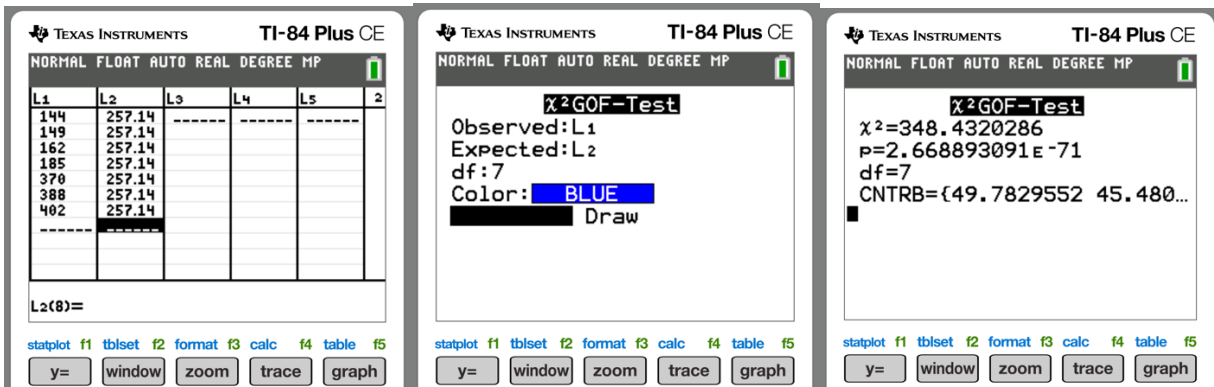 TEXAS INSTRUMENTS TI-84 Plus CE
NORMAL FLOAT AUTO REAL DEGREE MP
L1 L2 L3 L4 L5 2
144 257.14 ------ ------ ------
149 257.14
162 257.14
185 257.14
370 257.14
388 257.14
402 257.14
------ ------
L2(8)=
statplot f1 tblset f2 format f3 calc f4 table f5
y= window zoom trace graph
TEXAS INSTRUMENTS TI-84 Plus CE
NORMAL FLOAT AUTO REAL DEGREE MP
χ²GOF-Test
Observed:L1
Expected:L2
df:7
Color: BLUE
Draw
statplot f1 tblset f2 format f3 calc f4 table f5
y= window zoom trace graph
TEXAS INSTRUMENTS TI-84 Plus CE
NORMAL FLOAT AUTO REAL DEGREE MP
χ²GOF-Test
χ²=348.4320286
p=2.668893091E-71
df=7
CNTRB={49.7829552 45.480…
statplot f1 tblset f2 format f3 calc f4 table f5
y= window zoom trace graph